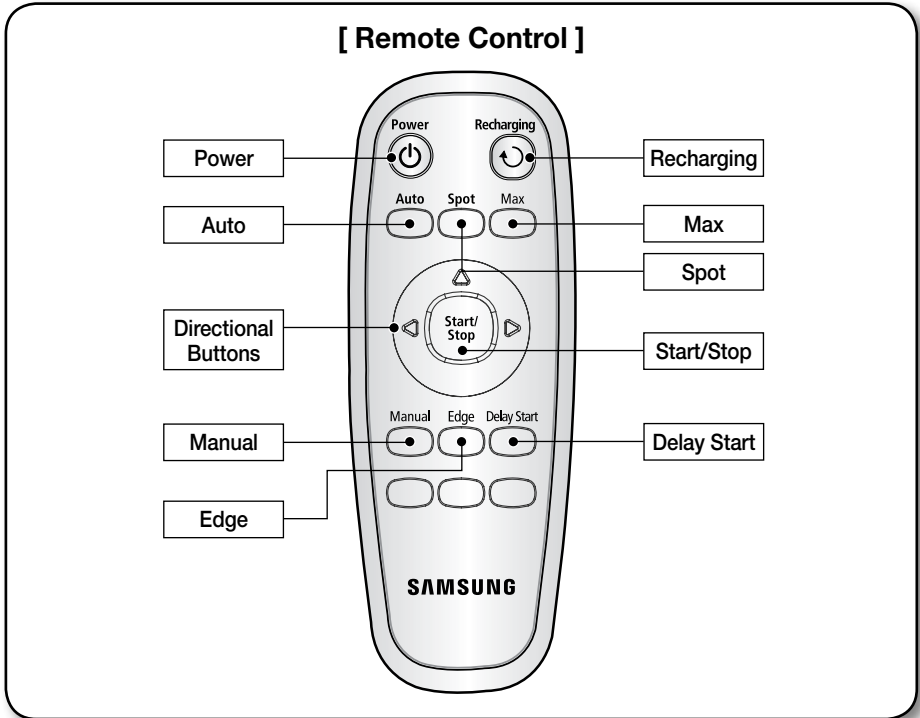 [ Remote Control ]
Power
Recharging
Power
Recharging
Auto
Spot
Max
Auto
Max
Spot
Directional
Buttons
Start/
Stop
Start/Stop
Manual
Edge
Delay Start
Manual
Delay Start
Edge
SAMSUNG